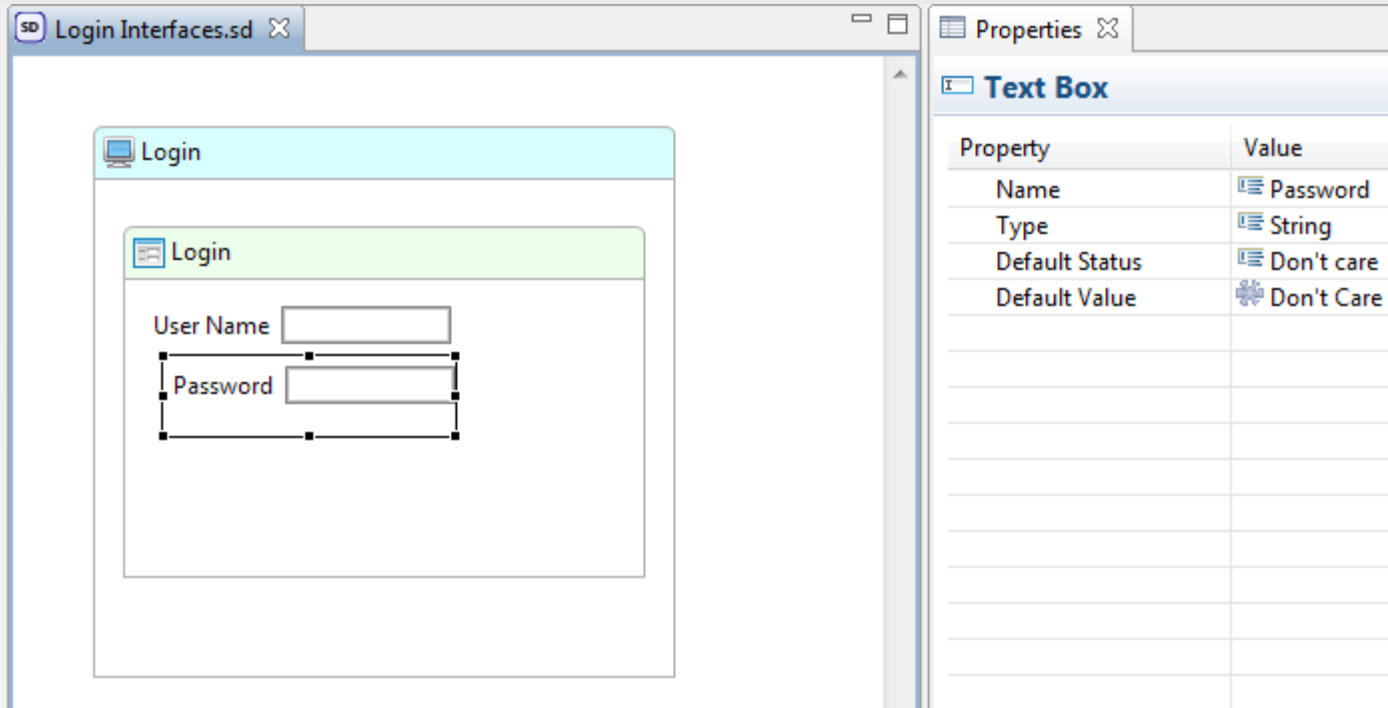 SD Login Interfaces.sd
Login
Login
User Name
Password
Properties
Text Box
Property Value
Name Password
Type String
Default Status Don't care
Default Value Don't Care